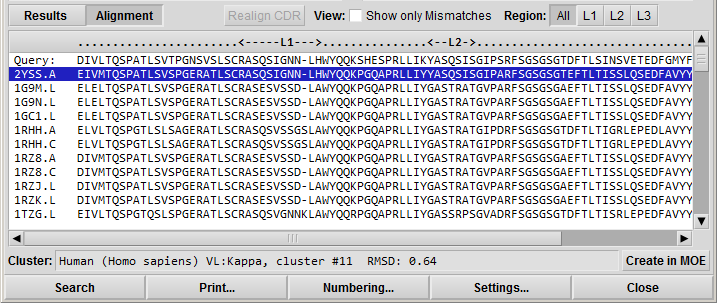 Results Alignment Realign CDR View: Show only Mismatches Region: All L1 L2 L3
......................<-----L1--->...............<--L2->................................
Query: DIVLTQSPATLSVTPGNSVSLSCRASQSIGNN-LHWYQQKSHESPRLLIKYASQSISGIPSRFSGSGSGTDFTLSINSVETEDFGMYF
2YSS.A EIVMTQSPATLSVSPGERATLSCRASQSIGNN-LHWYQQKPGQAPRLLIYYASQSISGIPARFSGSGSGTEFTLTISSLQSEDFAVYY
1G9M.L ELELTQSPATLSVSPGERATLSCRASESVSSD-LAWYQQKPGQAPRLLIYGASTRATGVPARFSGSGSGAEFTLTISSLQSEDFAVYY
1G9N.L ELELTQSPATLSVSPGERATLSCRASESVSSD-LAWYQQKPGQAPRLLIYGASTRATGVPARFSGSGSGAEFTLTISSLQSEDFAVYY
1GC1.L ELELTQSPATLSVSPGERATLSCRASESVSSD-LAWYQQKPGQAPRLLIYGASTRATGVPARFSGSGSGAEFTLTISSLQSEDFAVYY
1RHH.A ELVLTQSPGTLSLSAGERATLSCRASQSVSSGSLAWYQQKPGQAPRLLIYGASTRATGIPDRFSGSGSGTDFTLTIGRLEPEDLAVYY
1RHH.C ELVLTQSPGTLSLSAGERATLSCRASQSVSSGSLAWYQQKPGQAPRLLIYGASTRATGIPDRFSGSGSGTDFTLTIGRLEPEDLAVYY
1RZ8.A DIVMTQSPATLSVSPGERATLSCRASESVSSD-LAWYQQKPGQAPRLLIYGASTRATGVPARFSGSGSGAEFTLTISSLQSEDFAVYY
1RZ8.C DIVMTQSPATLSVSPGERATLSCRASESVSSD-LAWYQQKPGQAPRLLIYGASTRATGVPARFSGSGSGAEFTLTISSLQSEDFAVYY
1RZJ.L DIVMTQSPATLSVSPGERATLSCRASESVSSD-LAWYQQKPGQAPRLLIYGASTRATGVPARFSGSGSGAEFTLTISSLQSEDFAVYY
1RZK.L DIVMTQSPATLSVSPGERATLSCRASESVSSD-LAWYQQKPGQAPRLLIYGASTRATGVPARFSGSGSGAEFTLTISSLQSEDFAVYY
1TZG.L EIVLTQSPGTQSLSPGERATLSCRASQSVGNNKLAWYQQRPGQAPRLLIYGASSRPSGVADRFSGSGSGTDFTLTISRLEPEDFAVYY
Cluster: Human (Homo sapiens) VL:Kappa, cluster #11 RMSD: 0.64 Create in MOE
Search Print... Numbering... Settings... Close